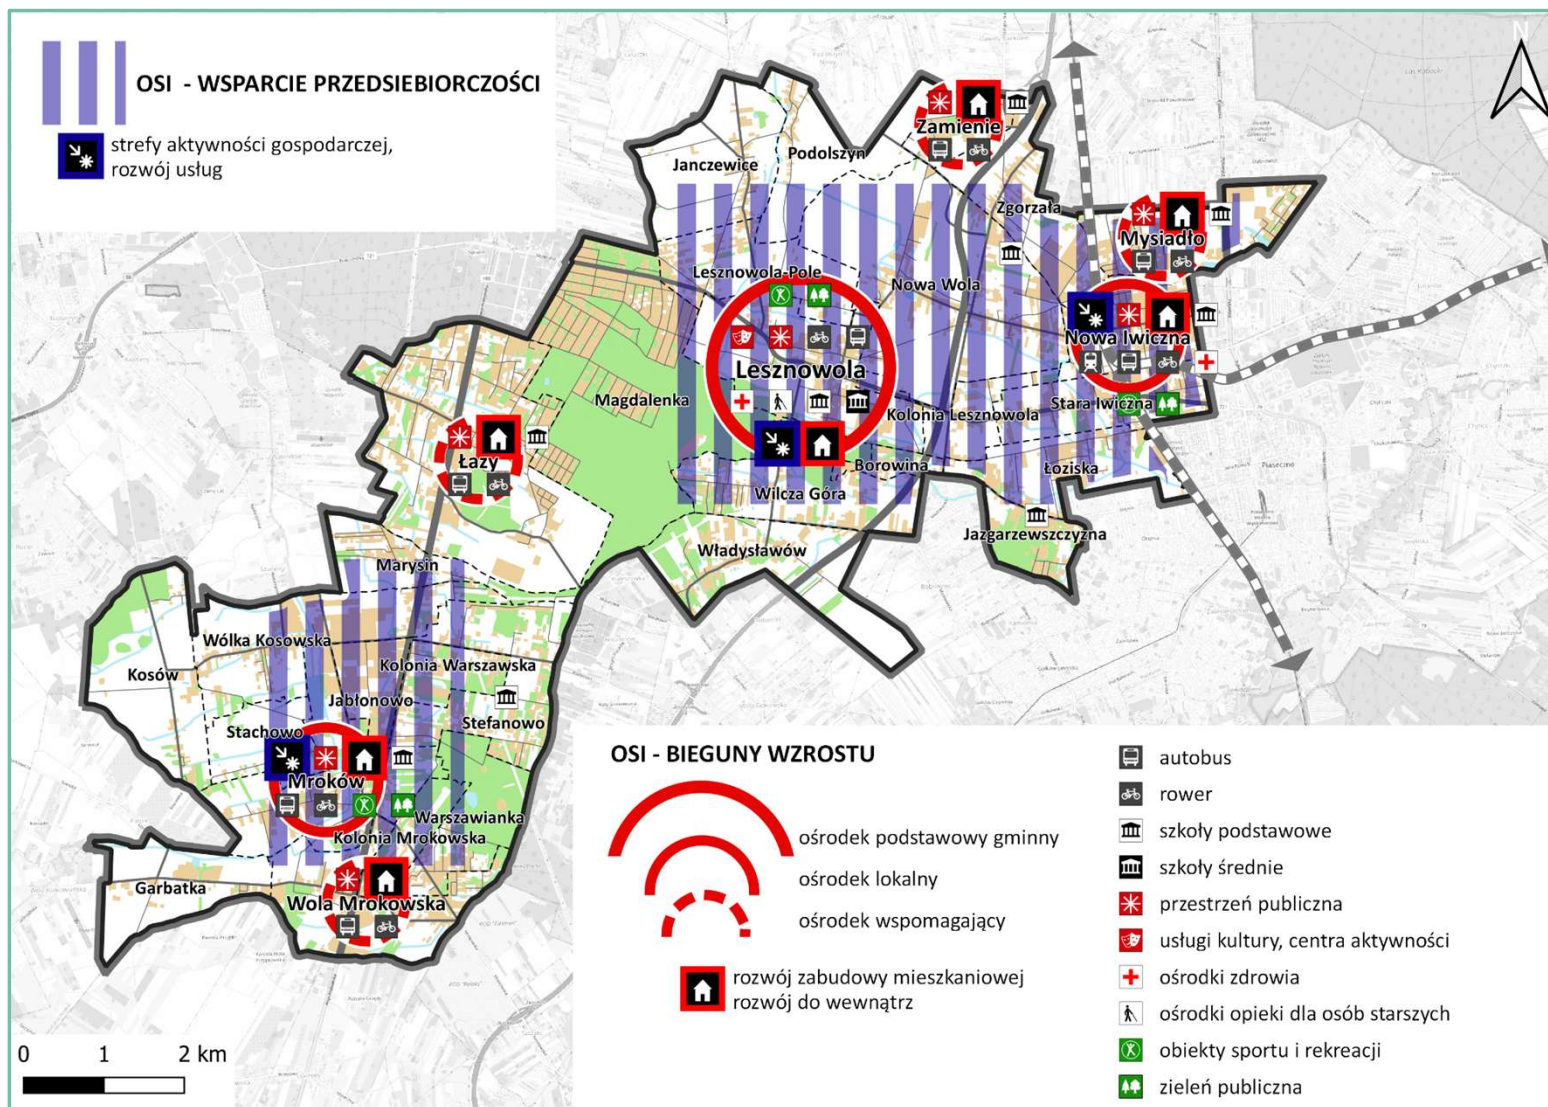 OSI - WSPARCIE PRZEDSIEBIORCZOŚCI
strefy aktywności gospodarczej,
rozwój usług
N
Zamienie
Podolszyn
Janczewice
Zgorzała
Mysiadło
Lesznowola-Pole
Nowa Wola
Nowa Iwiczna
Lesznowola
Magdalenka
Stara Iwiczna
Kolonia Lesznowola
Łazy
Borowina
Łoziska
Piaseczno
Wilcza Góra
Jazgarzewszczyzna
Władysławów
Marysin
Wólka Kosowska
Kolonia Warszawska
Kosów
Jabłonowo
Stefanowo
Stachowo
Mroków
Warszawianka
Kolonia Mrokowska
Garbatka
Wola Mrokowska
0 1 2 km
OSI - BIEGUNY WZROSTU
ośrodek podstawowy gminny
ośrodek lokalny
ośrodek wspomagający
rozwój zabudowy mieszkaniowej
rozwój do wewnątrz
autobus
rower
szkoły podstawowe
szkoły średnie
przestrzeń publiczna
usługi kultury, centra aktywności
ośrodki zdrowia
ośrodki opieki dla osób starszych
obiekty sportu i rekreacji
zieleń publiczna